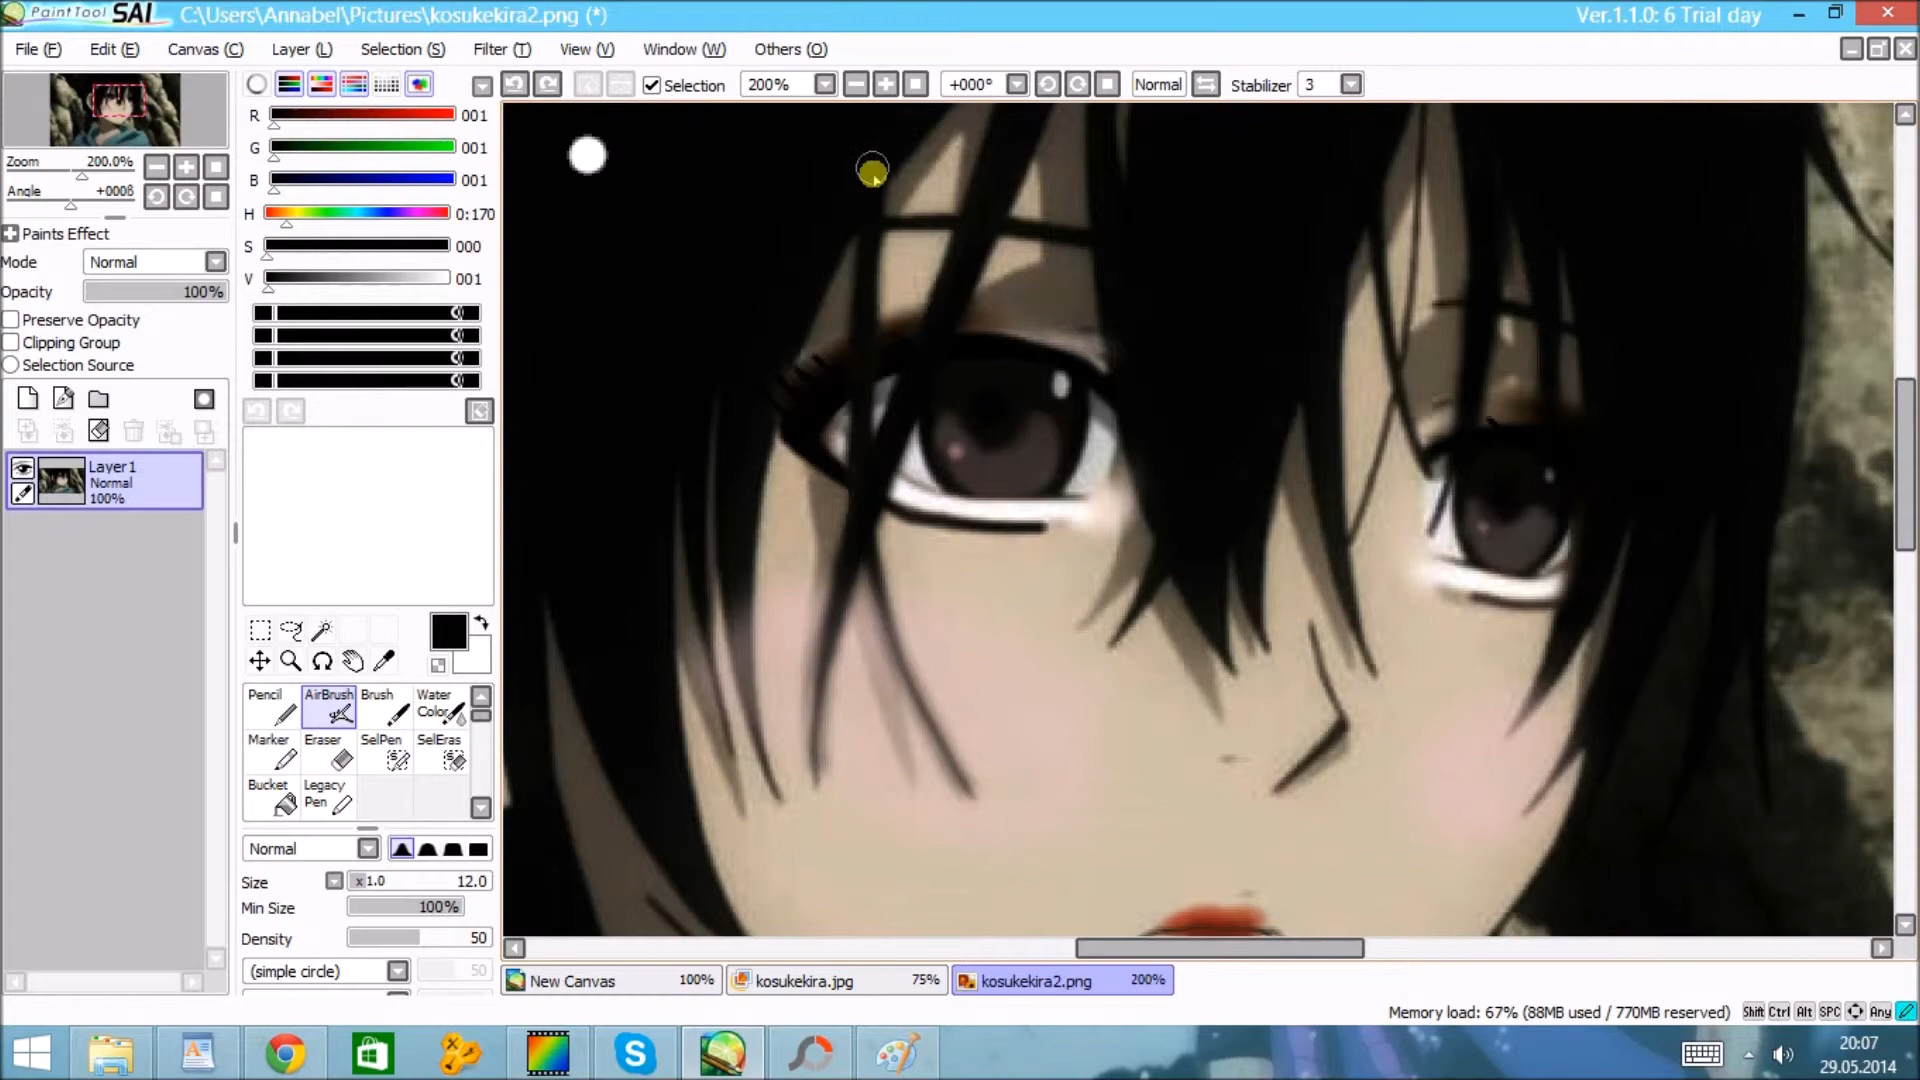 PaintTool SAI C:\Users\Annabel\Pictures\kosukekira2.png (*) Ver.1.1.0: 6 Trial day
File (F) Edit (E) Canvas (C) Layer (L) Selection (S) Filter (T) View (V) Window (W) Others (O)
Selection 200% +000° Normal Stabilizer 3
Zoom 200.0%
Angle +000ß
Paints Effect
Mode Normal
Opacity 100%
Preserve Opacity
Clipping Group
Selection Source
Layer1
Normal
100%
R 001
G 001
B 001
H 0:170
S 000
V 001
Pencil AirBrush Brush Water Color
Marker Eraser SelPen SelEras
Bucket Legacy Pen
Normal
Size x1.0 12.0
Min Size 100%
Density 50
(simple circle) 50
New Canvas 100% kosukekira.jpg 75% kosukekira2.png 200%
Memory load: 67% (88MB used / 770MB reserved) Shift Ctrl Alt SPC Any
20:07
29.05.2014